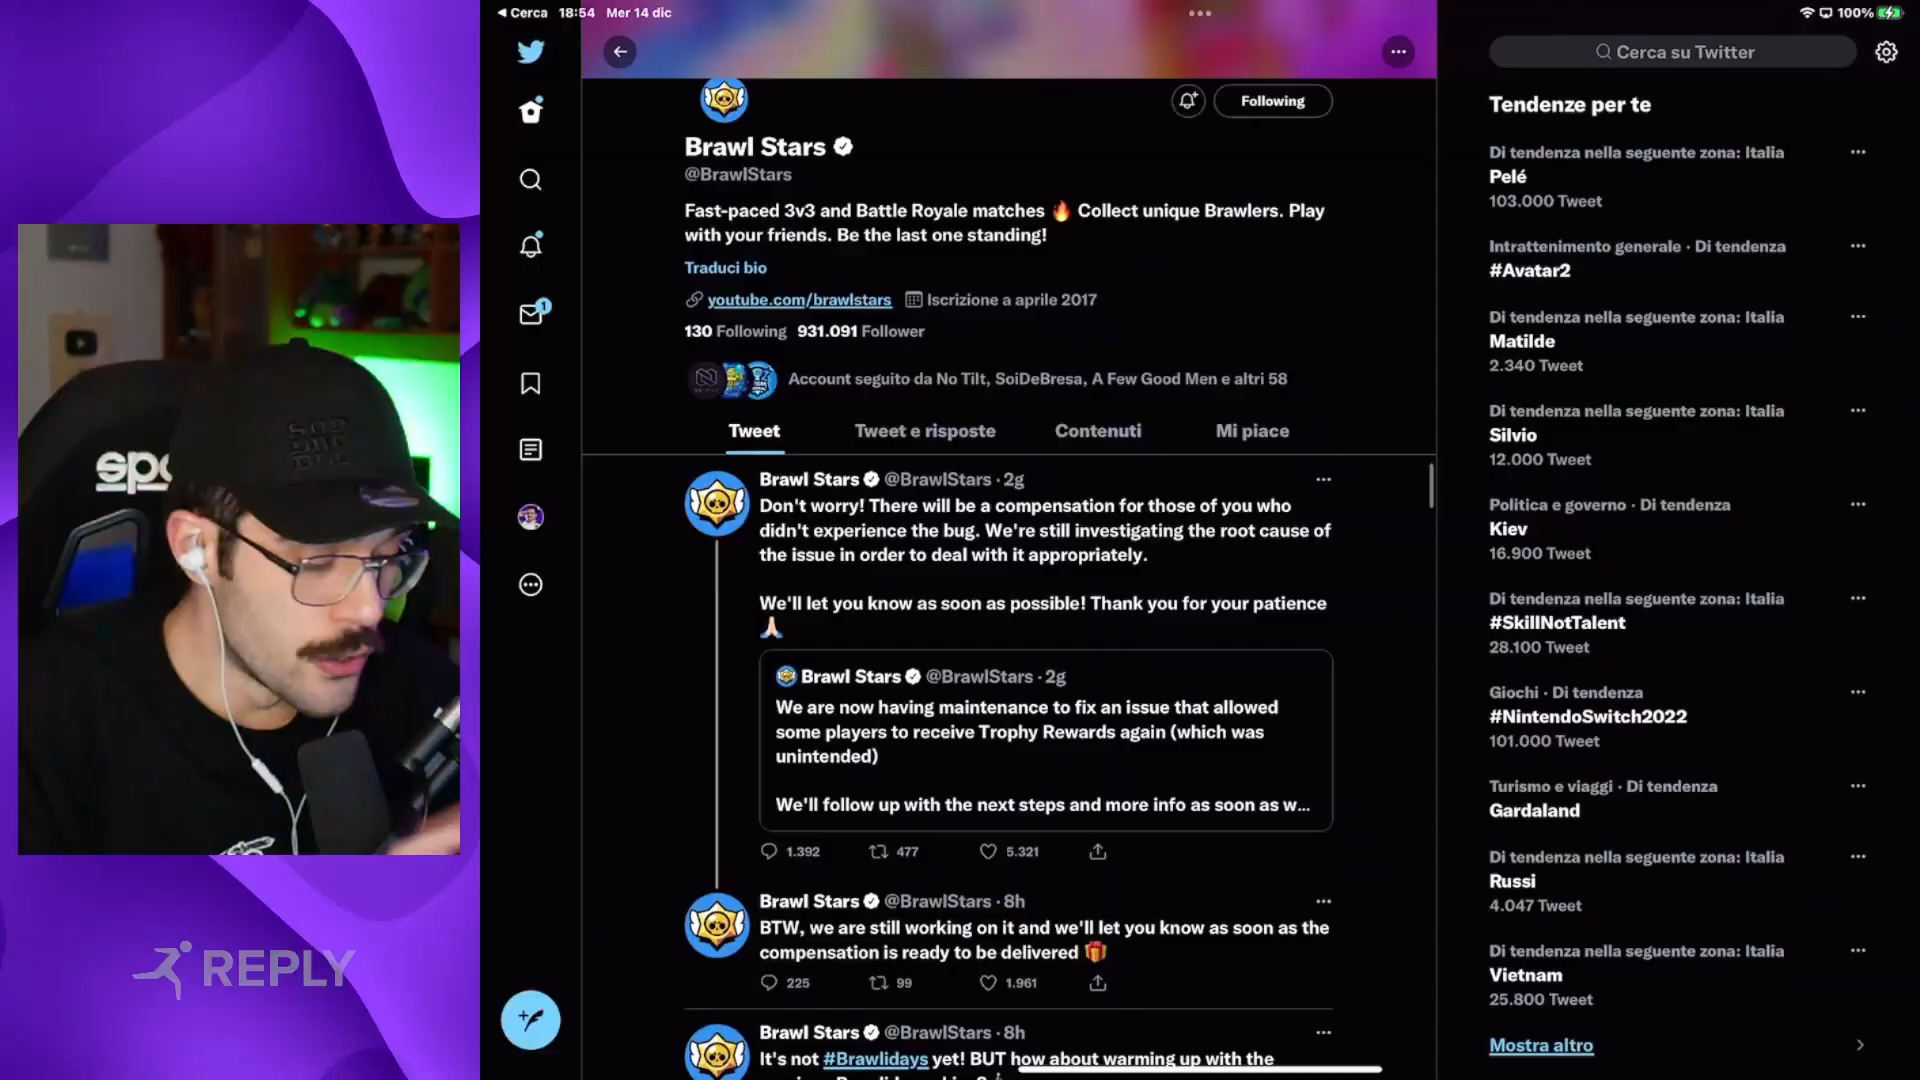 Cerca 18:54 Mer 14 dic
100%
Cerca su Twitter
Following
Brawl Stars
@BrawlStars
Fast-paced 3v3 and Battle Royale matches 🔥 Collect unique Brawlers. Play
with your friends. Be the last one standing!
Traduci bio
youtube.com/brawlstars Iscrizione a aprile 2017
130 Following 931.091 Follower
Account seguito da No Tilt, SoiDeBresa, A Few Good Men e altri 58
Tweet Tweet e risposte Contenuti Mi piace
Brawl Stars @BrawlStars · 2g
Don't worry! There will be a compensation for those of you who
didn't experience the bug. We're still investigating the root cause of
the issue in order to deal with it appropriately.
We'll let you know as soon as possible! Thank you for your patience
🙏🏻
Brawl Stars @BrawlStars · 2g
We are now having maintenance to fix an issue that allowed
some players to receive Trophy Rewards again (which was
unintended)
We'll follow up with the next steps and more info as soon as w...
1.392 477 5.321
Brawl Stars @BrawlStars · 8h
BTW, we are still working on it and we'll let you know as soon as the
compensation is ready to be delivered 🎁
225 99 1.961
Brawl Stars @BrawlStars · 8h
It's not #Brawlidays yet! BUT how about warming up with the
Tendenze per te
Di tendenza nella seguente zona: Italia
Pelé
103.000 Tweet
Intrattenimento generale · Di tendenza
#Avatar2
Di tendenza nella seguente zona: Italia
Matilde
2.340 Tweet
Di tendenza nella seguente zona: Italia
Silvio
12.000 Tweet
Politica e governo · Di tendenza
Kiev
16.900 Tweet
Di tendenza nella seguente zona: Italia
#SkillNotTalent
28.100 Tweet
Giochi · Di tendenza
#NintendoSwitch2022
101.000 Tweet
Turismo e viaggi · Di tendenza
Gardaland
Di tendenza nella seguente zona: Italia
Russi
4.047 Tweet
Di tendenza nella seguente zona: Italia
Vietnam
25.800 Tweet
Mostra altro
1
REPLY